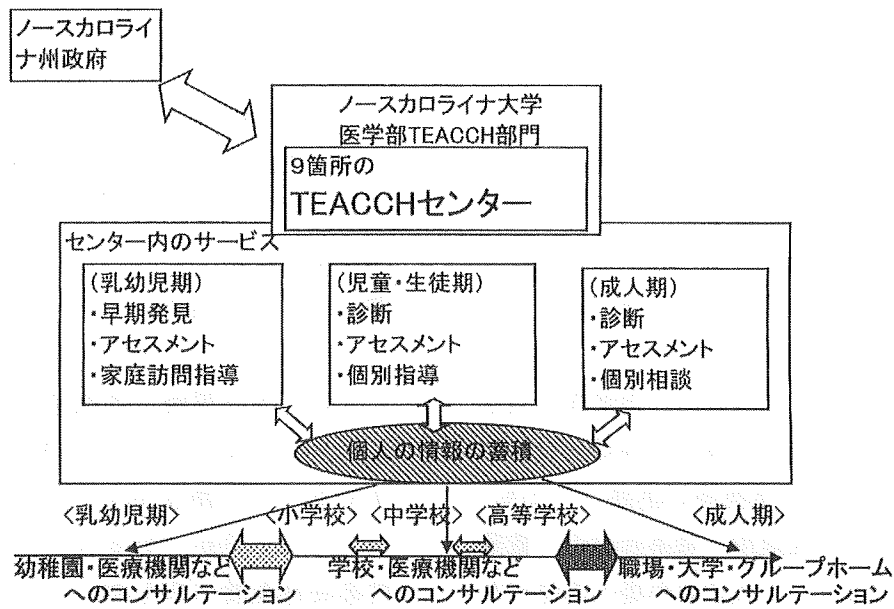 ノースカロライ
ナ州政府
ノースカロライナ大学
医学部TEACCH部門
9箇所の
TEACCHセンター
センター内のサービス
(乳幼児期)
・早期発見
・アセスメント
・家庭訪問指導
(児童・生徒期)
・診断
・アセスメント
・個別指導
(成人期)
・診断
・アセスメント
・個別相談
個人の情報の蓄積
<乳幼児期> <小学校> <中学校> <高等学校> <成人期>
幼稚園・医療機関など
へのコンサルテーション
学校・医療機関など
へのコンサルテーション
職場・大学・グループホーム
へのコンサルテーション